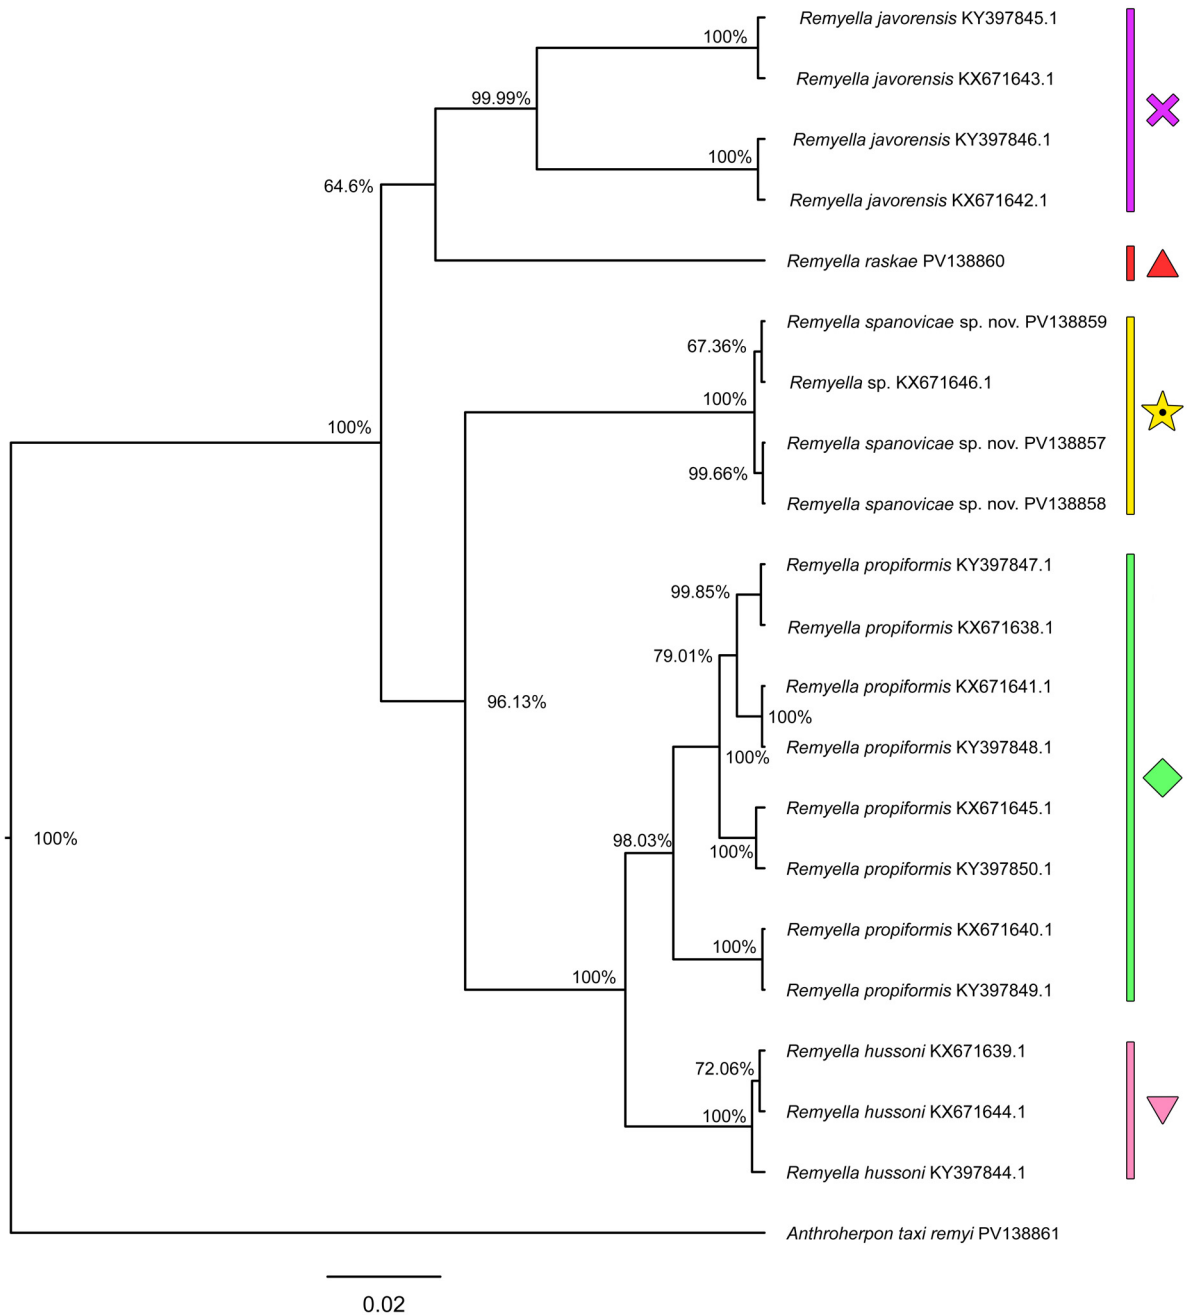 Remyella javorensis KY397845.1
100%
Remyella javorensis KX671643.1
99.99%
Remyella javorensis KY397846.1
100%
64.6%
Remyella javorensis KX671642.1
Remyella raskae PV138860
Remyella spanovicae sp. nov. PV138859
67.36%
Remyella sp. KX671646.1
100%
100%
Remyella spanovicae sp. nov. PV138857
99.66%
Remyella spanovicae sp. nov. PV138858
Remyella propiformis KY397847.1
99.85%
Remyella propiformis KX671638.1
79.01%
Remyella propiformis KX671641.1
96.13%
100%
Remyella propiformis KY397848.1
100%
Remyella propiformis KX671645.1
100%
98.03%
100%
Remyella propiformis KY397850.1
Remyella propiformis KX671640.1
100%
100%
Remyella propiformis KY397849.1
Remyella hussoni KX671639.1
72.06%
Remyella hussoni KX671644.1
100%
Remyella hussoni KY397844.1
Anthroherpon taxi remyi PV138861
0.02